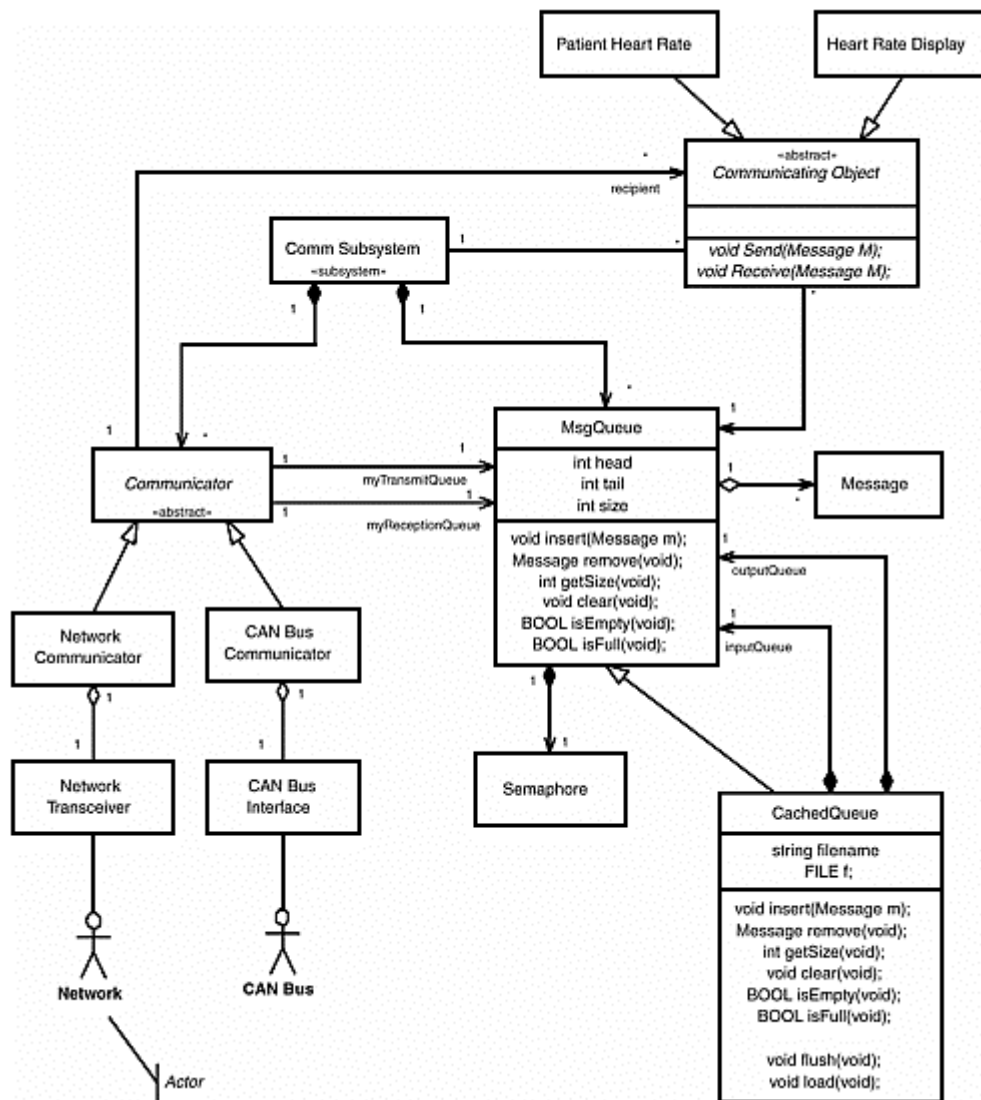 Patient Heart Rate
Heart Rate Display
«abstract»
Communicating Object
*
recipient
void Send(Message M);
void Receive(Message M);
Comm Subsystem
«subsystem»
1
*
1
1
*
1
*
*
1
Communicator
«abstract»
1
1
myTransmitQueue
1
1
myReceptionQueue
MsgQueue
int head
int tail
int size
void insert(Message m);
Message remove(void);
int getSize(void);
void clear(void);
BOOL isEmpty(void);
BOOL isFull(void);
1
*
Message
1
outputQueue
1
inputQueue
Network
Communicator
CAN Bus
Communicator
1
1
1
1
Network
Transceiver
CAN Bus
Interface
1
1
Semaphore
CachedQueue
string filename
FILE f;
void insert(Message m);
Message remove(void);
int getSize(void);
void clear(void);
BOOL isEmpty(void);
BOOL isFull(void);
void flush(void);
void load(void);
Network
CAN Bus
Actor